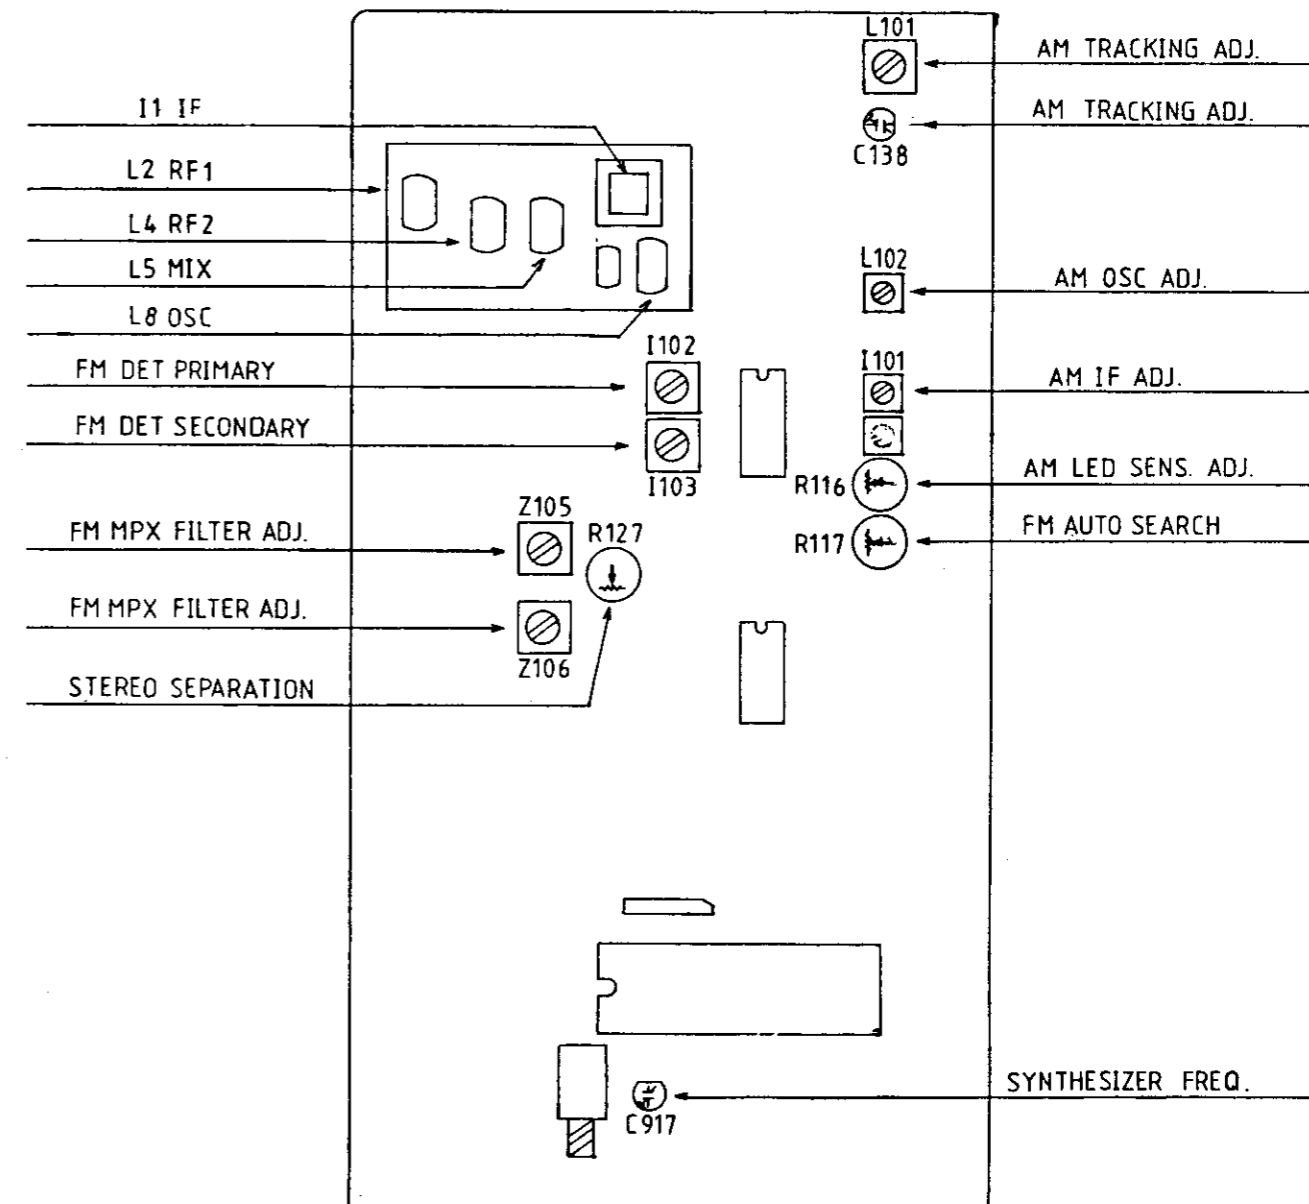 L101
AM TRACKING ADJ.
I1 IF
AM TRACKING ADJ.
C138
L2 RF1
L4 RF2
L5 MIX
L102
AM OSC ADJ.
L8 OSC
I102
I101
FM DET PRIMARY
AM IF ADJ.
FM DET SECONDARY
I103
R116
AM LED SENS. ADJ.
Z105
R127
FM MPX FILTER ADJ.
R117
FM AUTO SEARCH
FM MPX FILTER ADJ.
Z106
STEREO SEPARATION
SYNTHESIZER FREQ.
C917